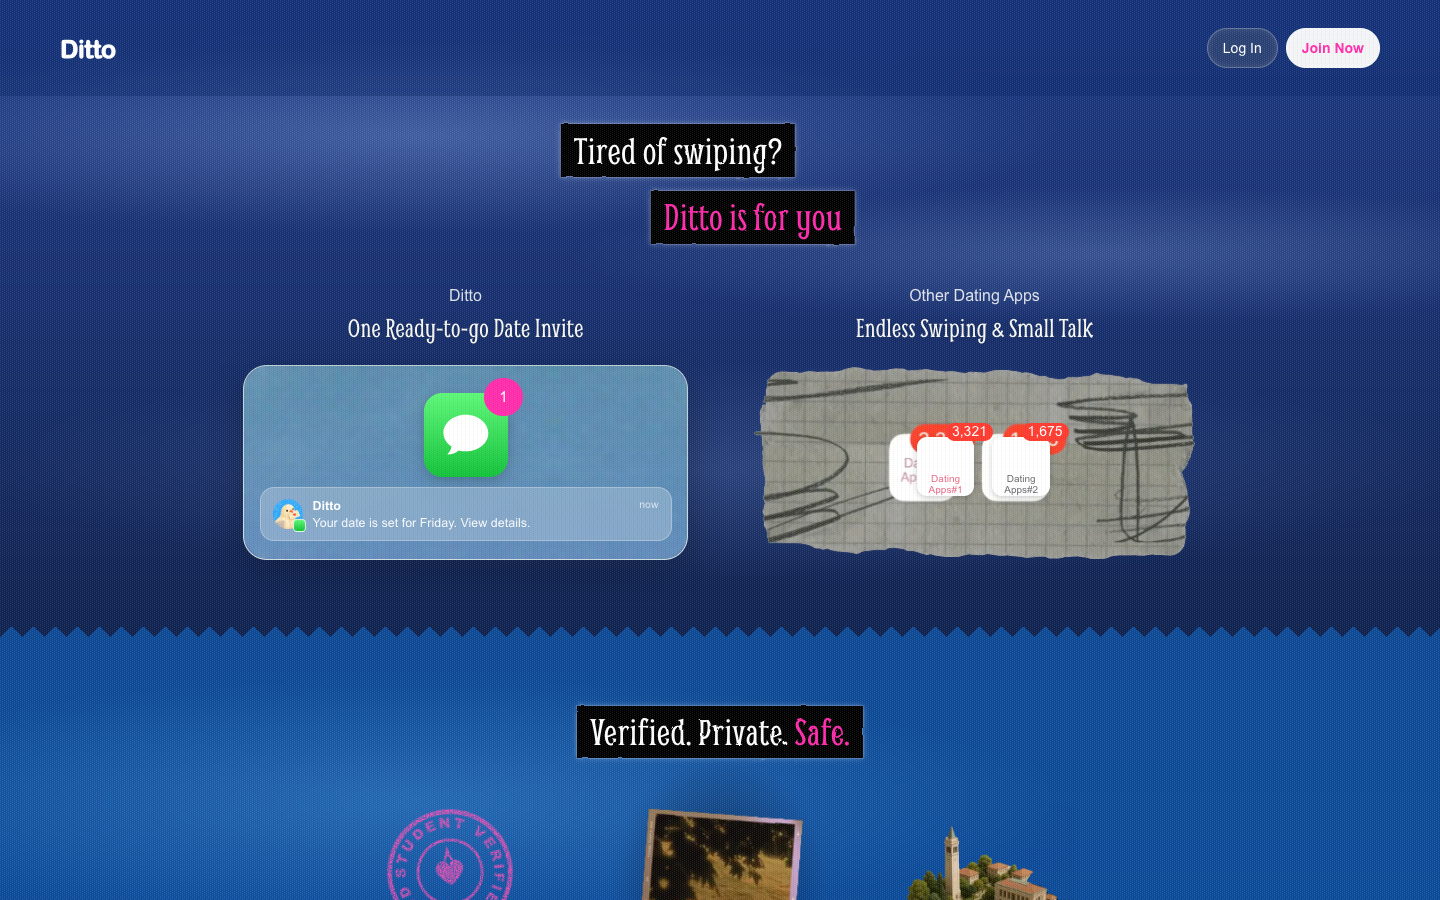 Ditto
Log In
Join Now
Tired of swiping?
Ditto is for you
Ditto
One Ready-to-go Date Invite
1
Ditto
now
Your date is set for Friday. View details.
Other Dating Apps
Endless Swiping & Small Talk
3,321
1,675
Dating
Apps#1
Dating
Apps#2
Verified. Private. Safe.
STUDENT VERIFIED